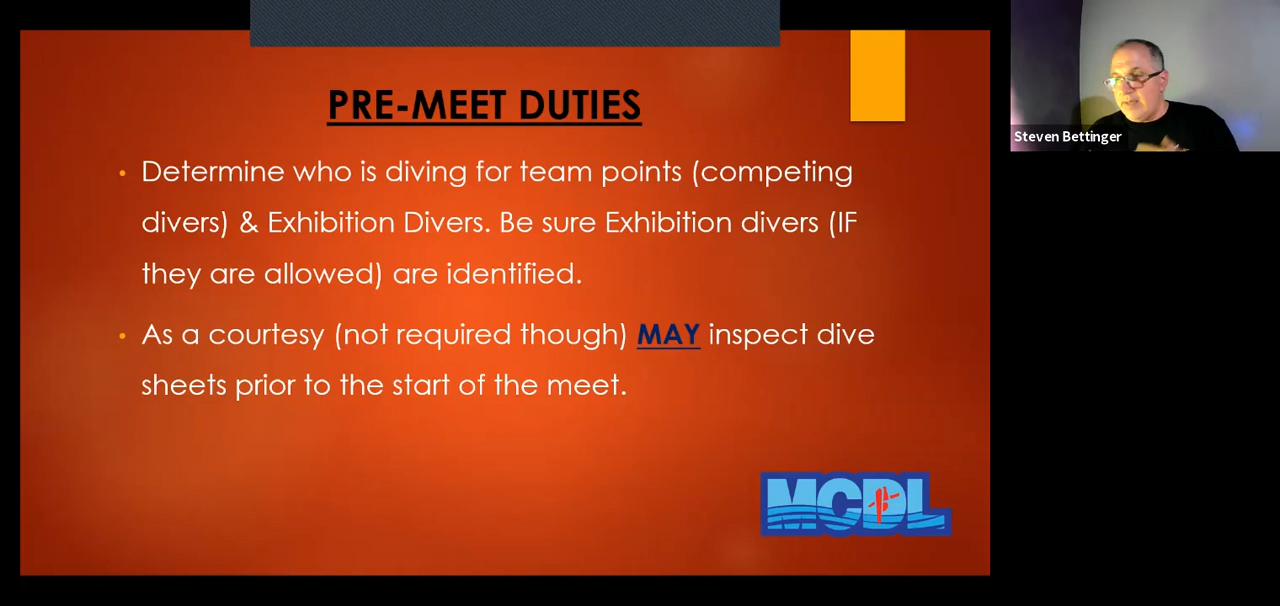 PRE-MEET DUTIES
• Determine who is diving for team points (competing
divers) & Exhibition Divers. Be sure Exhibition divers (IF
they are allowed) are identified.
• As a courtesy (not required though) MAY inspect dive
sheets prior to the start of the meet.
MCDL
Steven Bettinger